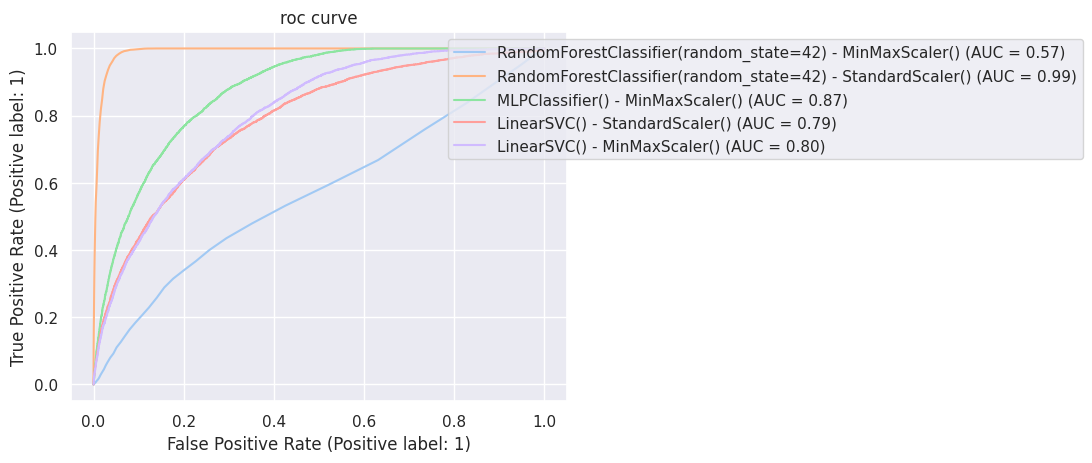 roc curve
1.0
0.8
0.6
0.4
0.2
0.0
True Positive Rate (Positive label: 1)
RandomForestClassifier(random_state=42) - MinMaxScaler() (AUC = 0.57)
RandomForestClassifier(random_state=42) - StandardScaler() (AUC = 0.99)
MLPClassifier() - MinMaxScaler() (AUC = 0.87)
LinearSVC() - StandardScaler() (AUC = 0.79)
LinearSVC() - MinMaxScaler() (AUC = 0.80)
0.0 0.2 0.4 0.6 0.8 1.0
False Positive Rate (Positive label: 1)